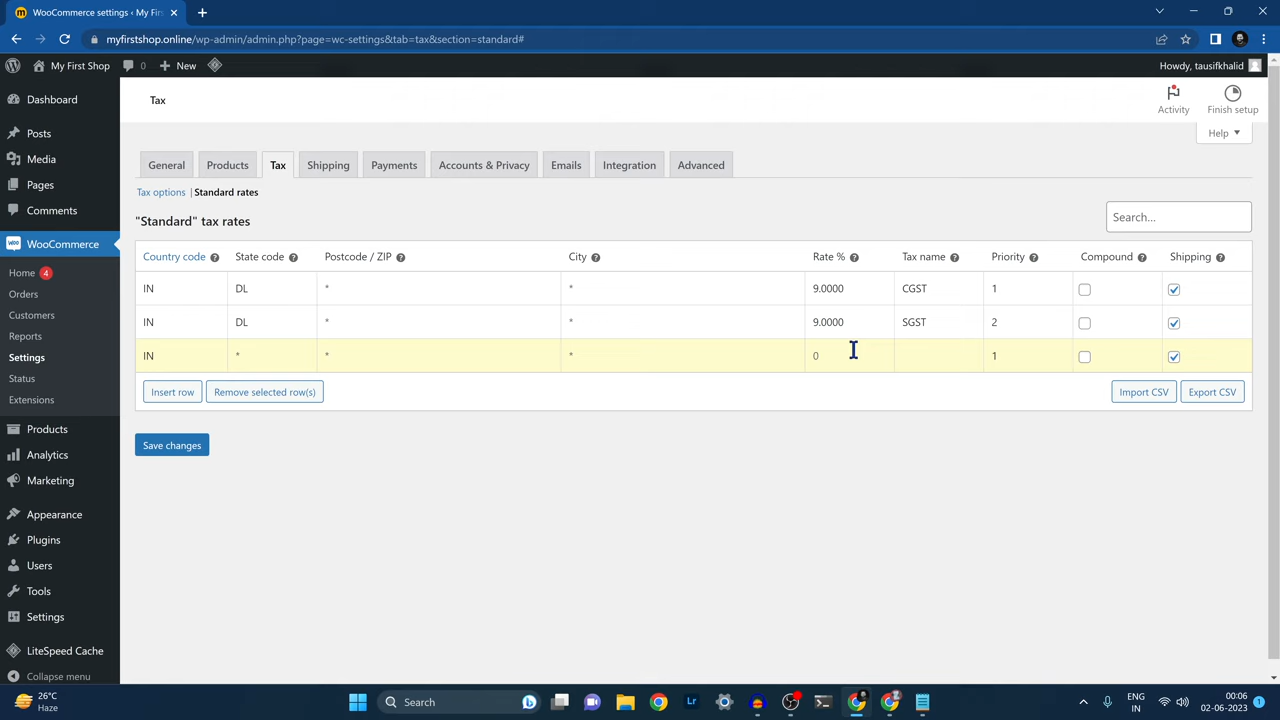 WooCommerce settings ‹ My First
myfirstshop.online/wp-admin/admin.php?page=wc-settings&tab=tax&section=standard#
My First Shop 0 New Howdy, tausifkhalid
Dashboard
Posts
Media
Pages
Comments
WooCommerce
Home 4
Orders
Customers
Reports
Settings
Status
Extensions
Products
Analytics
Marketing
Appearance
Plugins
Users
Tools
Settings
LiteSpeed Cache
Collapse menu
Tax
Activity
Finish setup
Help
General Products Tax Shipping Payments Accounts & Privacy Emails Integration Advanced
Tax options | Standard rates
"Standard" tax rates
Search...
Country code ? State code ? Postcode / ZIP ? City ? Rate % ? Tax name ? Priority ? Compound ? Shipping ?
IN DL * * 9.0000 CGST 1
IN DL * * 9.0000 SGST 2
IN * * * 0 1
Insert row Remove selected row(s) Import CSV Export CSV
Save changes
26°C
Haze
Search
Lr
ENG
IN
00:06
02-06-2023
1